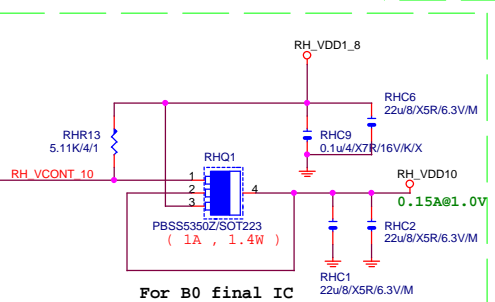 RH_VDD1_8
RHC6
22u/8/X5R/6.3V/M
RHR13
5.11K/4/1
RHC9
0.1u/4/X7R/16V/K/X
RHQ1
RH_VCONT_10
1
2
3
4
RH_VDD10
0.15A@1.0V
PBSS5350Z/SOT223
( 1A , 1.4W )
RHC2
22u/8/X5R/6.3V/M
RHC1
22u/8/X5R/6.3V/M
For B0 final IC